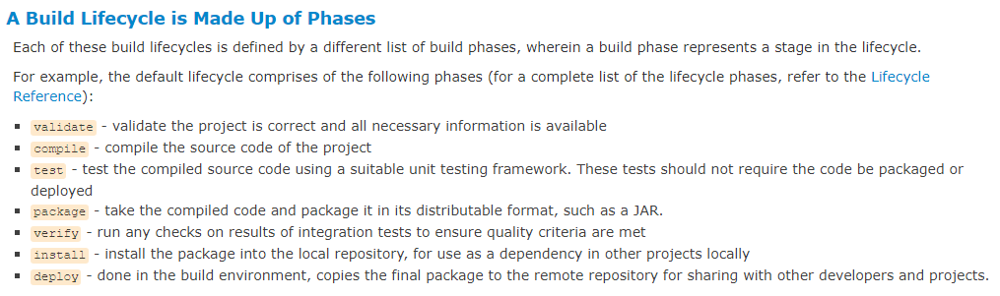 A Build Lifecycle is Made Up of Phases
Each of these build lifecycles is defined by a different list of build phases, wherein a build phase represents a stage in the lifecycle.
For example, the default lifecycle comprises of the following phases (for a complete list of the lifecycle phases, refer to the Lifecycle
Reference):
▪ validate - validate the project is correct and all necessary information is available
▪ compile - compile the source code of the project
▪ test - test the compiled source code using a suitable unit testing framework. These tests should not require the code be packaged or
deployed
▪ package - take the compiled code and package it in its distributable format, such as a JAR.
▪ verify - run any checks on results of integration tests to ensure quality criteria are met
▪ install - install the package into the local repository, for use as a dependency in other projects locally
▪ deploy - done in the build environment, copies the final package to the remote repository for sharing with other developers and projects.